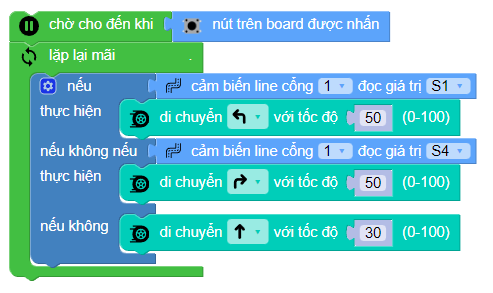 chờ cho đến khi nút trên board được nhấn
lặp lại mãi .
nếu cảm biến line cổng 1 đọc giá trị S1
thực hiện di chuyển với tốc độ 50 (0-100)
nếu không nếu cảm biến line cổng 1 đọc giá trị S4
thực hiện di chuyển với tốc độ 50 (0-100)
nếu không di chuyển với tốc độ 30 (0-100)